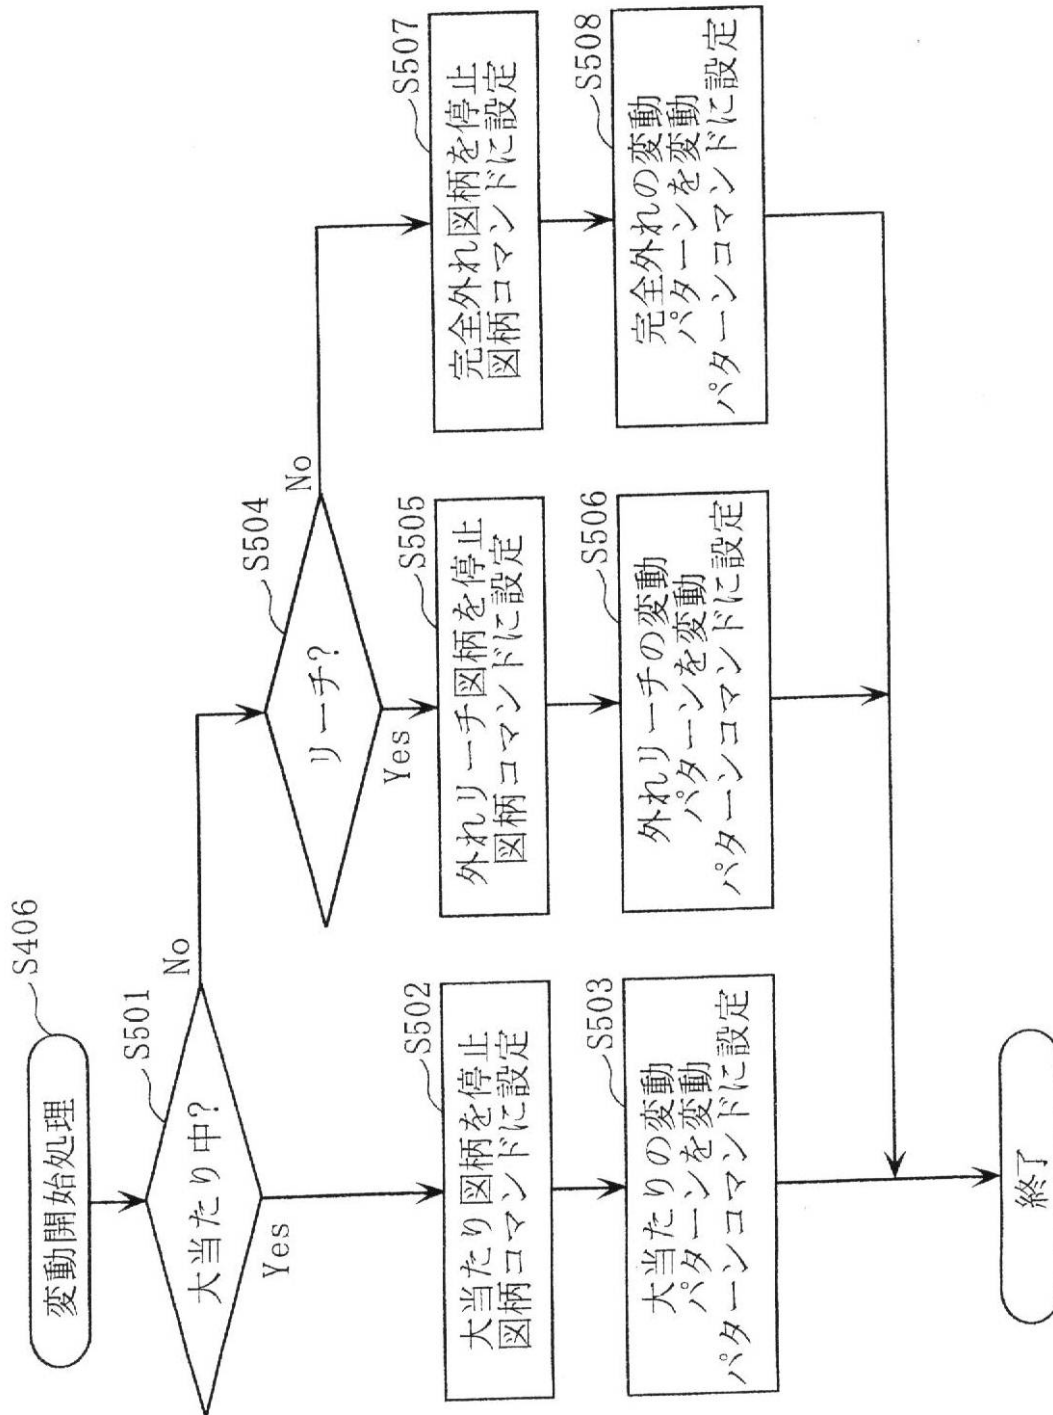 変動開始処理
S406
大当たり中?
S501
No
Yes
リーチ?
S504
No
Yes
大当たり図柄を停止
図柄コマンドに設定
S502
外れリーチ図柄を停止
図柄コマンドに設定
S505
完全外れ図柄を停止
図柄コマンドに設定
S507
大当たりの変動
パターンを変動
パターンコマンドに設定
S503
外れリーチの変動
パターンを変動
パターンコマンドに設定
S506
完全外れの変動
パターンを変動
パターンコマンドに設定
S508
終了